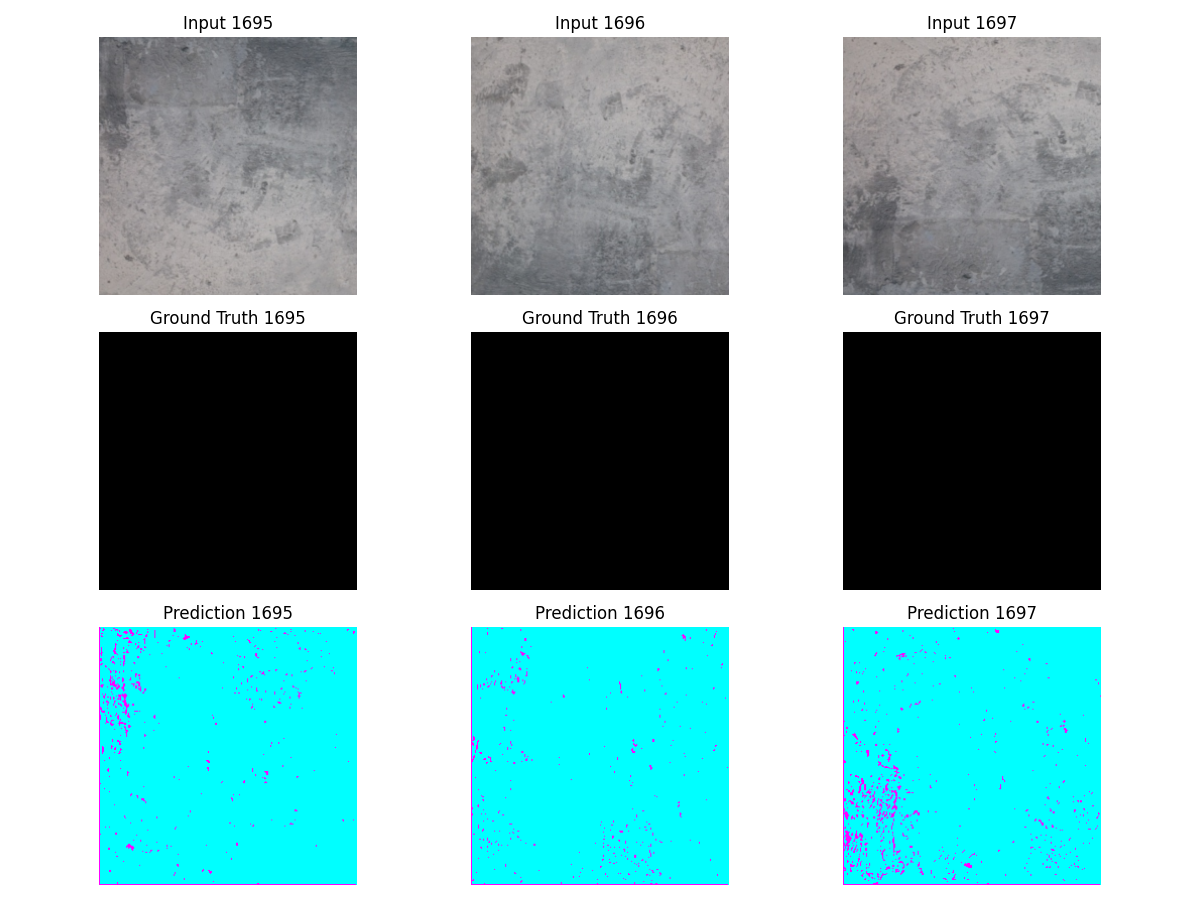 Input 1695
Input 1696
Input 1697
Ground Truth 1695
Ground Truth 1696
Ground Truth 1697
Prediction 1695
Prediction 1696
Prediction 1697